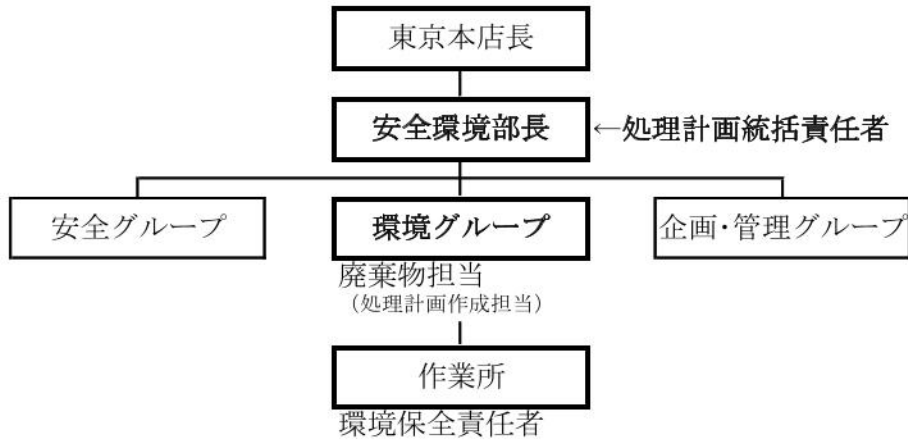 東京本店長
安全環境部長 ←処理計画統括責任者
安全グループ
環境グループ
企画・管理グループ
廃棄物担当
（処理計画作成担当）
作業所
環境保全責任者